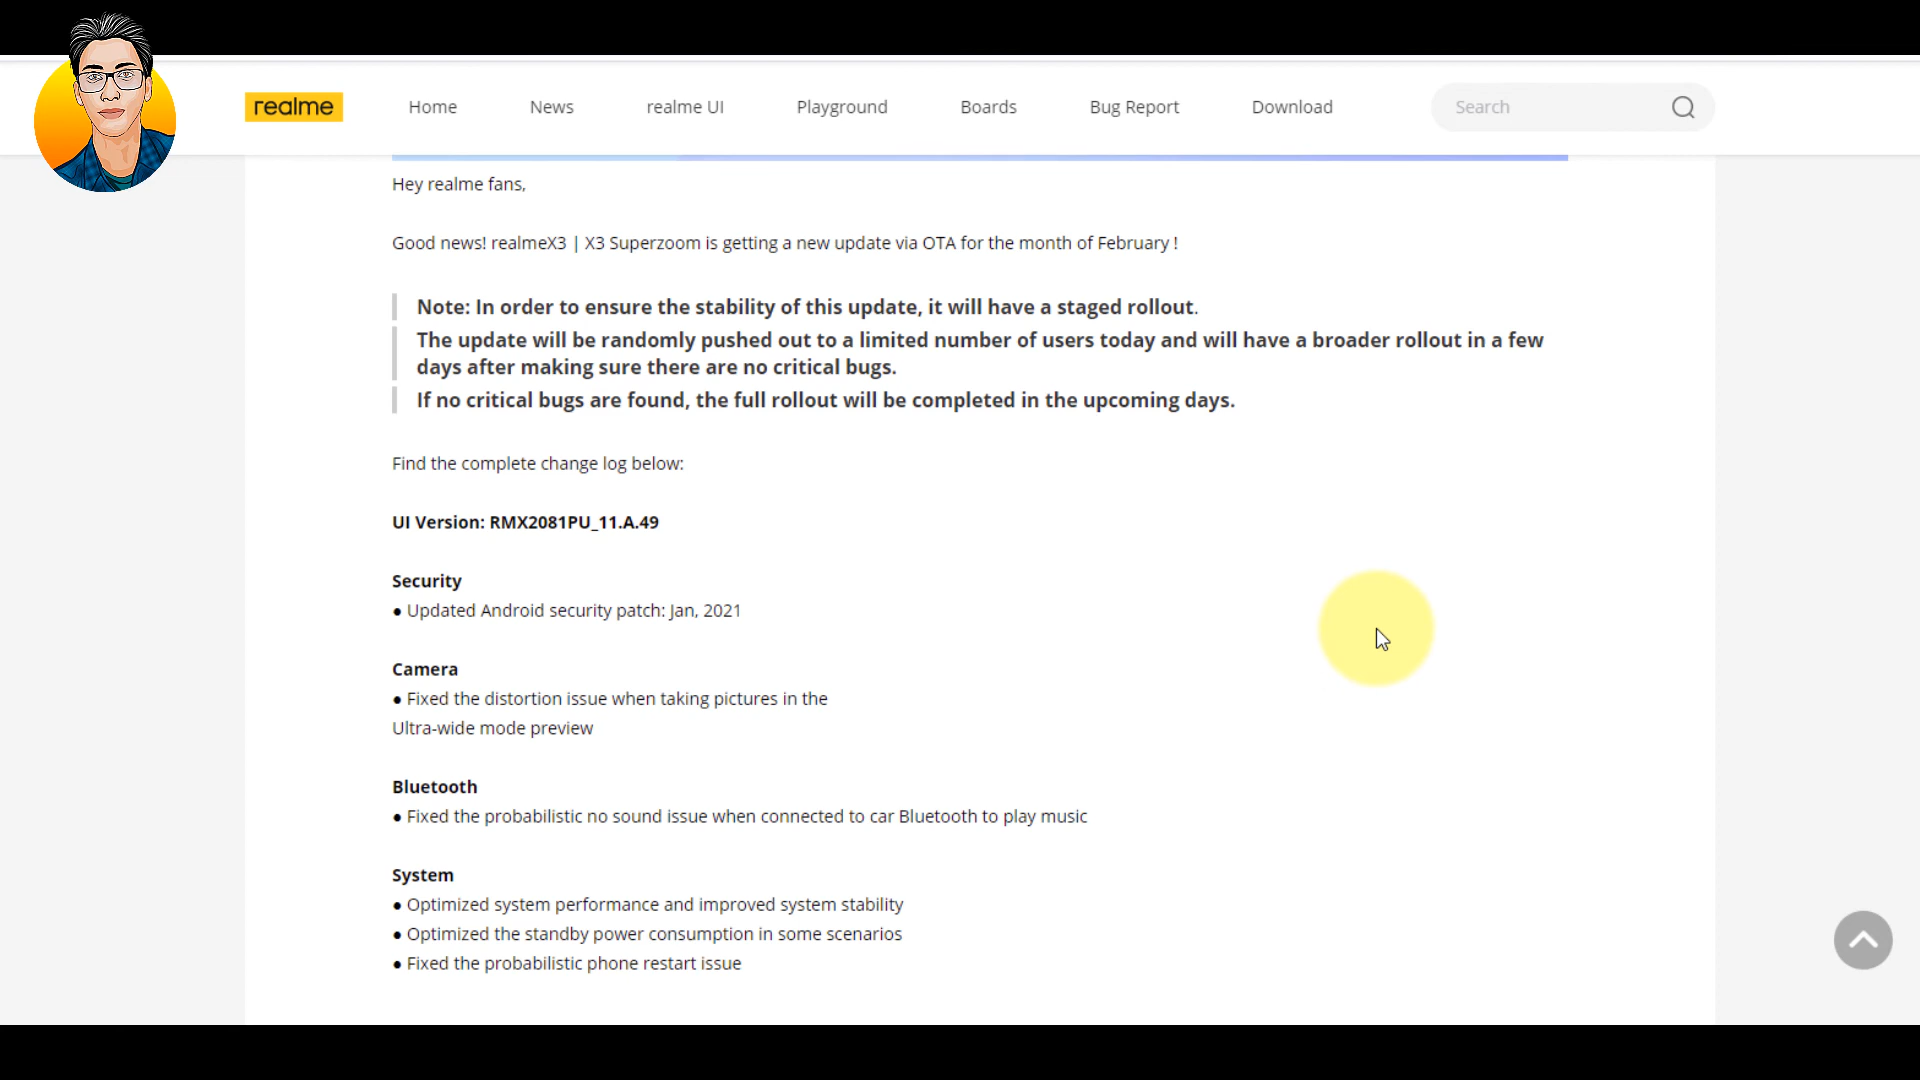 realme Home News realme UI Playground Boards Bug Report Download Search
Hey realme fans,
Good news! realmeX3 | X3 Superzoom is getting a new update via OTA for the month of February !
Note: In order to ensure the stability of this update, it will have a staged rollout.
The update will be randomly pushed out to a limited number of users today and will have a broader rollout in a few
days after making sure there are no critical bugs.
If no critical bugs are found, the full rollout will be completed in the upcoming days.
Find the complete change log below:
UI Version: RMX2081PU_11.A.49
Security
● Updated Android security patch: Jan, 2021
Camera
● Fixed the distortion issue when taking pictures in the
Ultra-wide mode preview
Bluetooth
● Fixed the probabilistic no sound issue when connected to car Bluetooth to play music
System
● Optimized system performance and improved system stability
● Optimized the standby power consumption in some scenarios
● Fixed the probabilistic phone restart issue